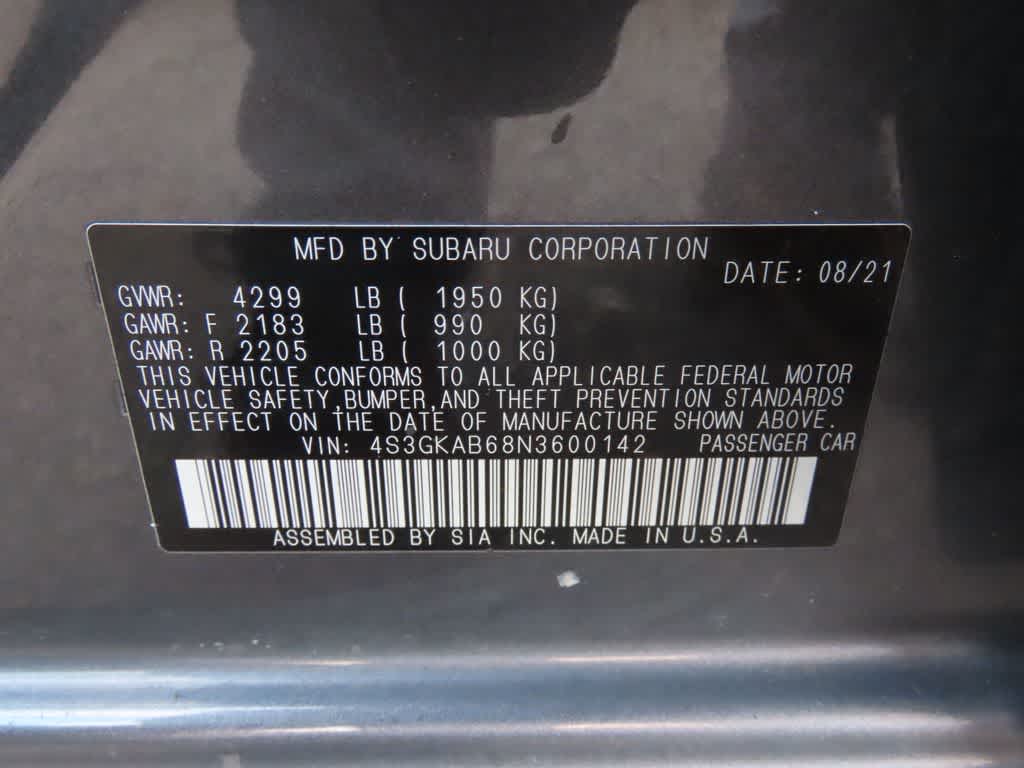 MFD BY SUBARU CORPORATION
DATE: 08/21
GVWR: 4299 LB ( 1950 KG)
GAWR: F 2183 LB ( 990 KG)
GAWR: R 2205 LB ( 1000 KG)
THIS VEHICLE CONFORMS TO ALL APPLICABLE FEDERAL MOTOR
VEHICLE SAFETY,BUMPER,AND THEFT PREVENTION STANDARDS
IN EFFECT ON THE DATE OF MANUFACTURE SHOWN ABOVE.
VIN: 4S3GKAB68N3600142 PASSENGER CAR
ASSEMBLED BY SIA INC. MADE IN U.S.A.